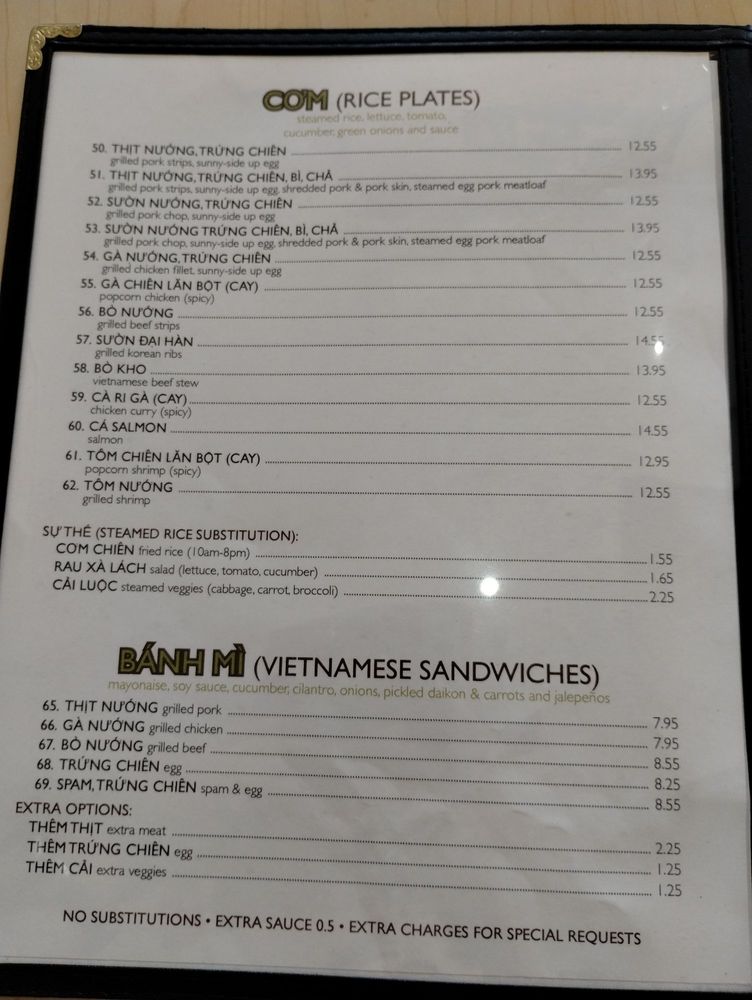 CƠM (RICE PLATES)
steamed rice, lettuce, tomato,
cucumber, green onions and sauce
50. THỊT NƯỚNG, TRỨNG CHIÊN 12.55
grilled pork strips, sunny-side up egg
51. THỊT NƯỚNG, TRỨNG CHIÊN, BÌ, CHẢ 13.95
grilled pork strips, sunny-side up egg, shredded pork & pork skin, steamed egg pork meatloaf
52. SƯỜN NƯỚNG, TRỨNG CHIÊN 12.55
grilled pork chop, sunny-side up egg
53. SƯỜN NƯỚNG TRỨNG CHIÊN, BÌ, CHẢ 13.95
grilled pork chop, sunny-side up egg, shredded pork & pork skin, steamed egg pork meatloaf
54. GÀ NƯỚNG, TRỨNG CHIÊN 12.55
grilled chicken fillet, sunny-side up egg
55. GÀ CHIÊN LĂN BỘT (CAY) 12.55
popcorn chicken (spicy)
56. BÒ NƯỚNG 12.55
grilled beef strips
57. SƯỜN ĐẠI HÀN 14.55
grilled korean ribs
58. BÒ KHO 13.95
vietnamese beef stew
59. CÀ RI GÀ (CAY) 12.55
chicken curry (spicy)
60. CÁ SALMON 14.55
salmon
61. TÔM CHIÊN LĂN BỘT (CAY) 12.95
popcorn shrimp (spicy)
62. TÔM NƯỚNG 12.55
grilled shrimp
SỰ THẾ (STEAMED RICE SUBSTITUTION):
CƠM CHIÊN fried rice (10am-8pm) 1.55
RAU XÀ LÁCH salad (lettuce, tomato, cucumber) 1.65
CẢI LUỘC steamed veggies (cabbage, carrot, broccoli) 2.25
BÁNH MÌ (VIETNAMESE SANDWICHES)
mayonaise, soy sauce, cucumber, cilantro, onions, pickled daikon & carrots and jalepeños
65. THỊT NƯỚNG grilled pork 7.95
66. GÀ NƯỚNG grilled chicken 7.95
67. BÒ NƯỚNG grilled beef 8.55
68. TRỨNG CHIÊN egg 8.25
69. SPAM, TRỨNG CHIÊN spam & egg 8.55
EXTRA OPTIONS:
THÊM THỊT extra meat 2.25
THÊM TRỨNG CHIÊN egg 1.25
THÊM CẢI extra veggies 1.25
NO SUBSTITUTIONS • EXTRA SAUCE 0.5 • EXTRA CHARGES FOR SPECIAL REQUESTS